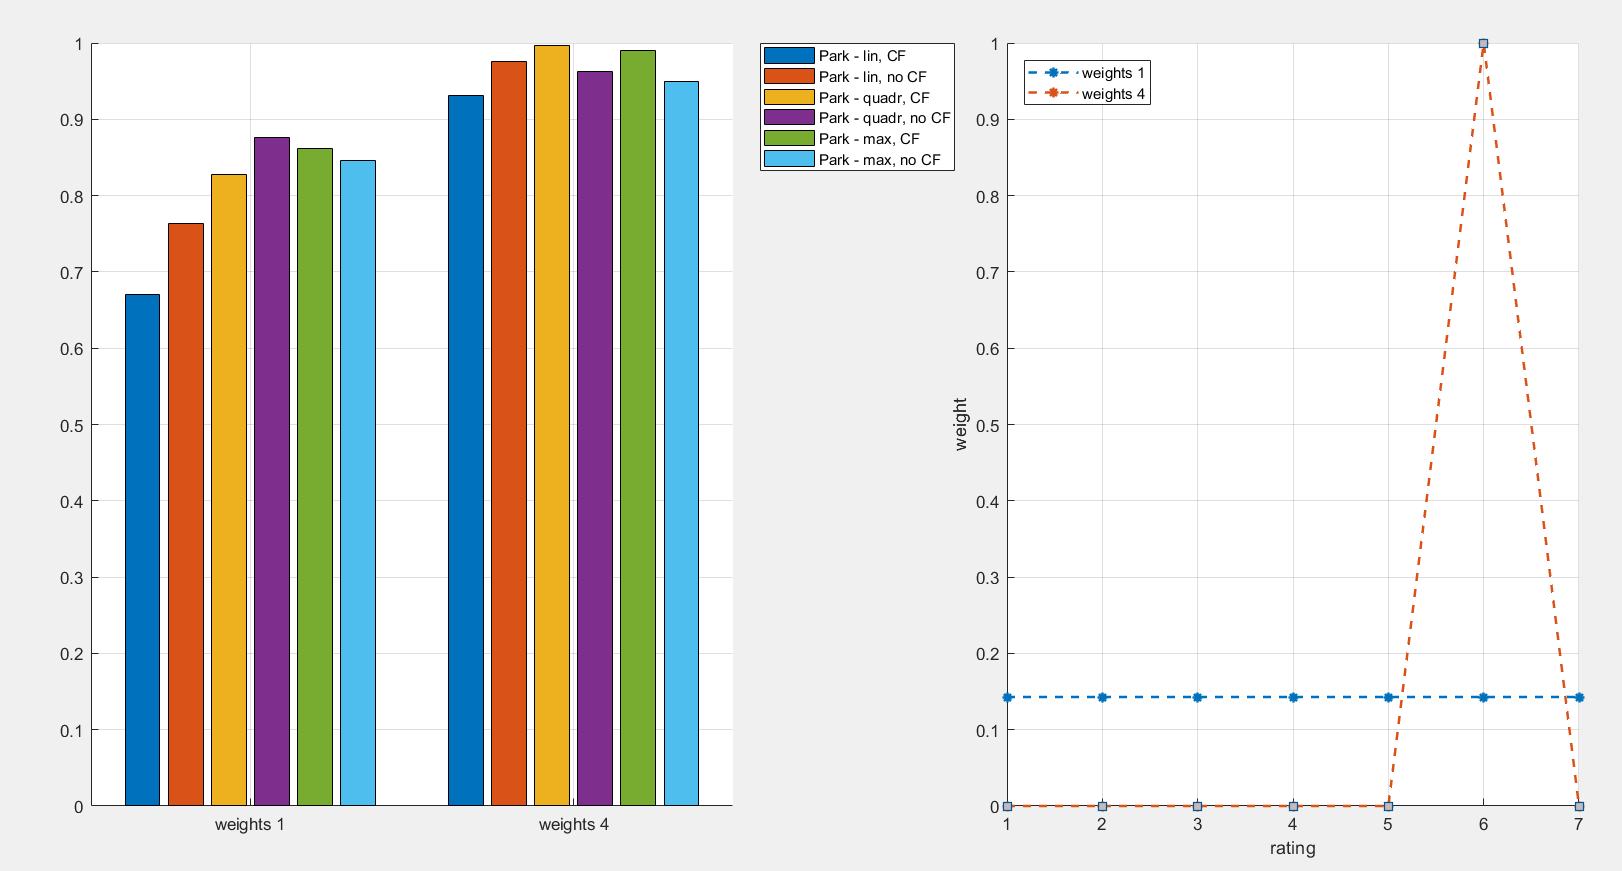 1
0.9
0.8
0.7
0.6
0.5
0.4
0.3
0.2
0.1
0
weights 1
weights 4
Park - lin, CF
Park - lin, no CF
Park - quadr, CF
Park - quadr, no CF
Park - max, CF
Park - max, no CF
weight
1
0.9
0.8
0.7
0.6
0.5
0.4
0.3
0.2
0.1
0
weights 1
weights 4
1 2 3 4 5 6 7
rating